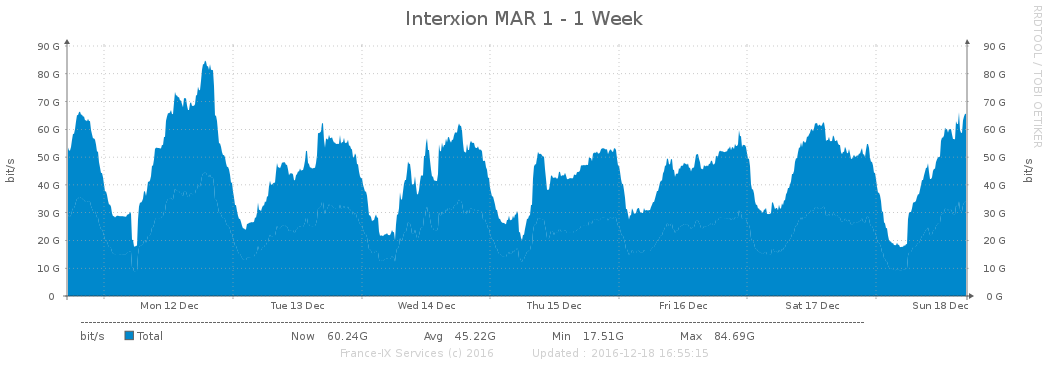 Interxion MAR 1 - 1 Week
RRDTOOL / TOBI OETIKER
bit/s
90 G 90 G
80 G 80 G
70 G 70 G
60 G 60 G
50 G 50 G
40 G 40 G
30 G 30 G
20 G 20 G
10 G 10 G
0 0 G
bit/s
Mon 12 Dec Tue 13 Dec Wed 14 Dec Thu 15 Dec Fri 16 Dec Sat 17 Dec Sun 18 Dec
bit/s Total Now 60.24G Avg 45.22G Min 17.51G Max 84.69G
France-IX Services (c) 2016 Updated : 2016-12-18 16:55:15